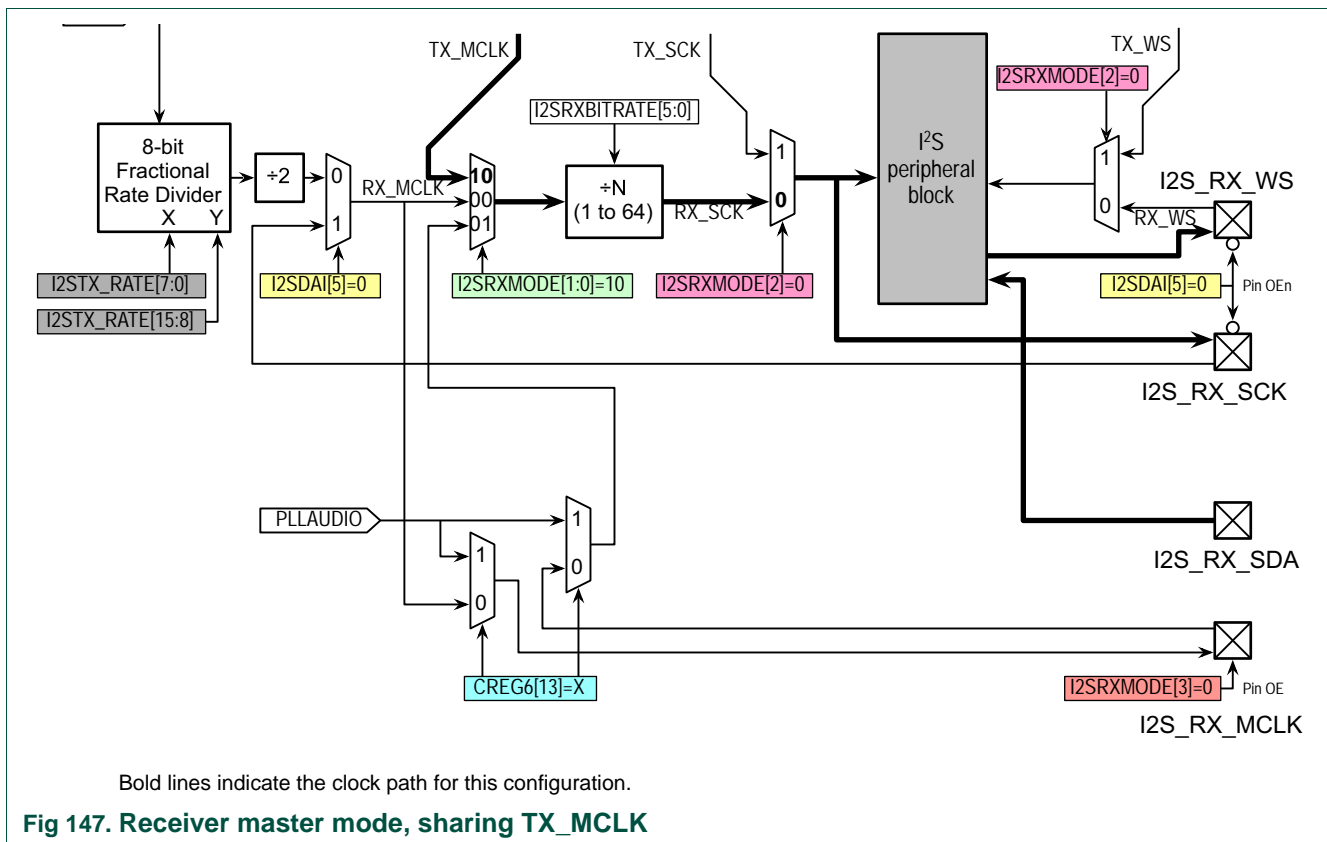 TX_MCLK
TX_SCK
TX_WS
I2SRXMODE[2]=0
I2SRXBITRATE[5:0]
8-bit
Fractional
Rate Divider
X Y
÷2
0
1
RX_MCLK
10
00
01
÷N
(1 to 64)
RX_SCK
1
0
I²S
peripheral
block
1
0
I2S_RX_WS
RX_WS
I2STX_RATE[7:0]
I2STX_RATE[15:8]
I2SDAI[5]=0
I2SRXMODE[1:0]=10
I2SRXMODE[2]=0
I2SDAI[5]=0
Pin OEn
I2S_RX_SCK
PLLAUDIO
1
0
1
0
I2S_RX_SDA
CREG6[13]=X
I2SRXMODE[3]=0
Pin OE
I2S_RX_MCLK
Bold lines indicate the clock path for this configuration.
Fig 147. Receiver master mode, sharing TX_MCLK